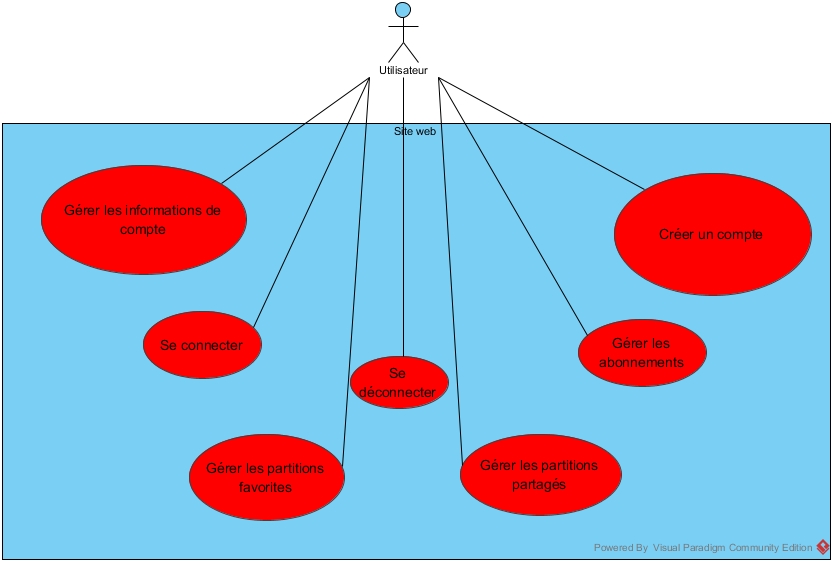 Utilisateur
Site web
Gérer les informations de
compte
Créer un compte
Se connecter
Gérer les
abonnements
Se
déconnecter
Gérer les partitions
favorites
Gérer les partitions
partagés
Powered By Visual Paradigm Community Edition